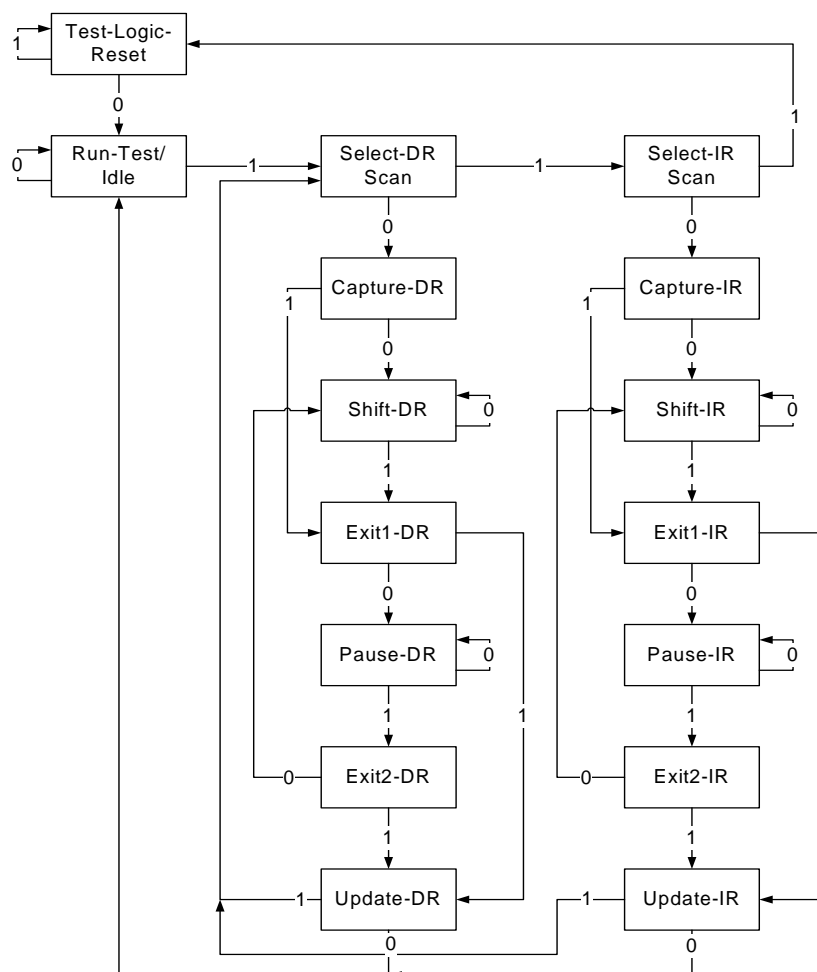 Test-Logic-
Reset
1
1
0
Run-Test/
Idle
0
1
Select-DR
Scan
1
Select-IR
Scan
0
0
Capture-DR
1
Capture-IR
1
0
0
Shift-DR
0
Shift-IR
0
1
1
Exit1-DR
Exit1-IR
0
0
Pause-DR
0
Pause-IR
0
1
1
1
Exit2-DR
0
Exit2-IR
0
1
1
Update-DR
1
Update-IR
1
0
0